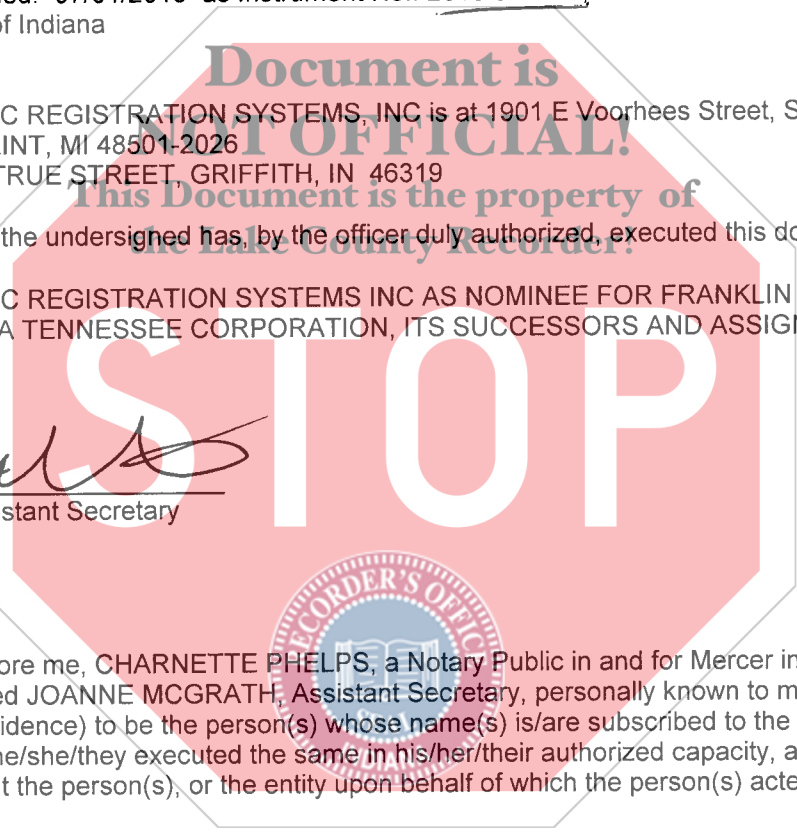 of Indiana
Document is
C REGISTRATION SYSTEMS, INC is at 1901 E Voorhees Street, S
NOT OFFICIAL!
INT, MI 48501-2026
TRUE STREET, GRIFFITH, IN 46319
This Document is the property of
the undersigned has, by the officer duly authorized, executed this do
the Lake County Recorder!
C REGISTRATION SYSTEMS INC AS NOMINEE FOR FRANKLIN
A TENNESSEE CORPORATION, ITS SUCCESSORS AND ASSIGN
STOP
stant Secretary
RECORDER'S OFFICE
ore me, CHARNETTE PHELPS, a Notary Public in and for Mercer in
ed JOANNE MCGRATH, Assistant Secretary, personally known to m
idence) to be the person(s) whose name(s) is/are subscribed to the
ne/she/they executed the same in his/her/their authorized capacity, a
INDIANA
t the person(s), or the entity upon behalf of which the person(s) acte